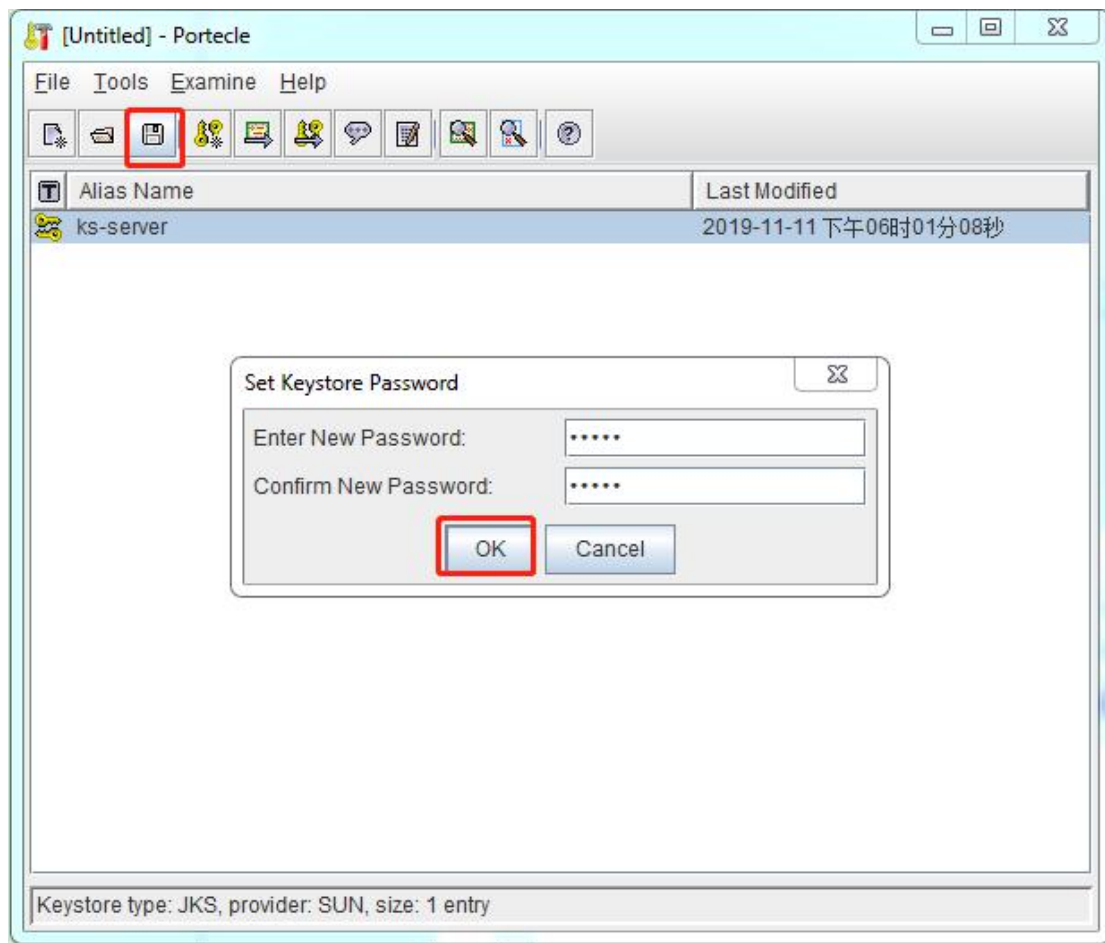 [Untitled] - Portecle
File Tools Examine Help
Alias Name Last Modified
ks-server 2019-11-11 下午06时01分08秒
Set Keystore Password
Enter New Password: •••••
Confirm New Password: •••••
OK Cancel
Keystore type: JKS, provider: SUN, size: 1 entry